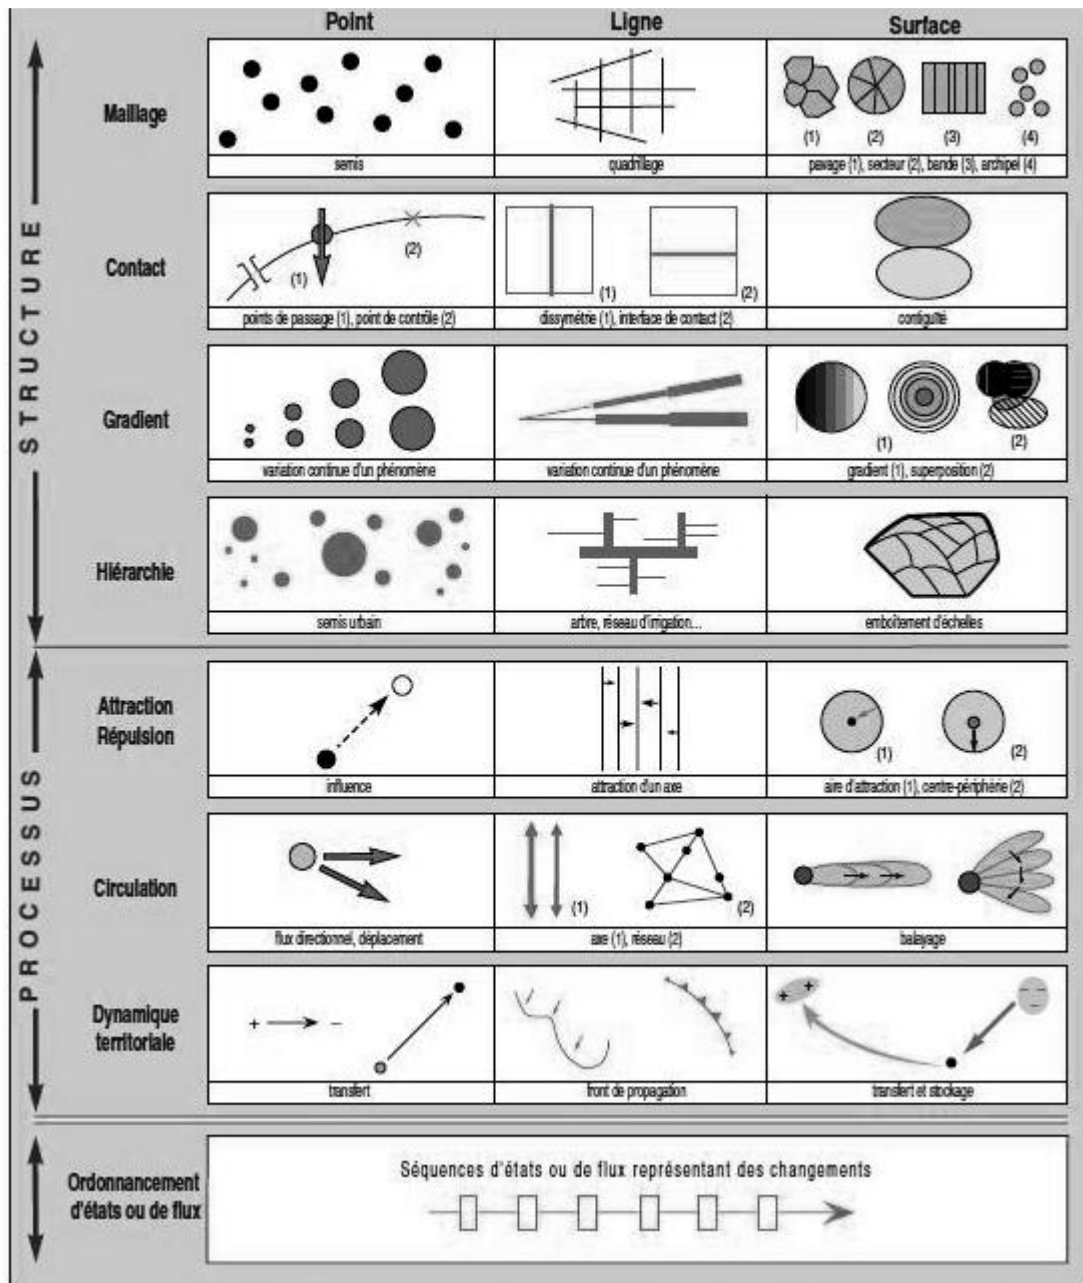 Point Ligne Surface
STRUCTURE
Maillage
(1) (2) (3) (4)
semis
quadrillage
pavage (1), secteur (2), bande (3), archipel (4)
Contact
(1) (2)
(1) (2)
points de passage (1), point de contrôle (2)
dissymétrie (1), interface de contact (2)
contiguïté
Gradient
(1) (2)
variation continue d'un phénomène
variation continue d'un phénomène
gradient (1), superposition (2)
Hiérarchie
semis urbain
arbre, réseau d'irrigation...
emboîtement d'échelles
PROCESSUS
Attraction
Répulsion
(1) (2)
influence
attraction d'un axe
aire d'attraction (1), centre-périphérie (2)
Circulation
(1) (2)
flux directionnel, déplacement
axe (1), réseau (2)
balayage
Dynamique
territoriale
+ −
+ + − − −
transfert
front de propagation
transfert et stockage
Ordonnancement
d'états ou de flux
Séquences d'états ou de flux représentant des changements